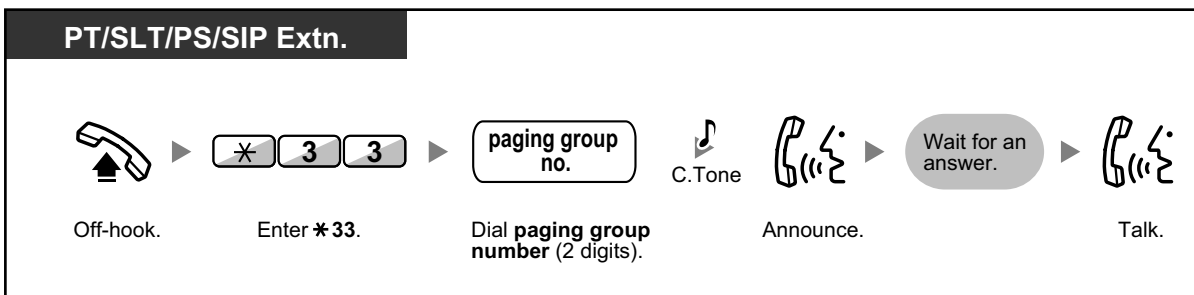 PT/SLT/PS/SIP Extn.
* 3 3
paging group
no.
C.Tone
Wait for an
answer.
Off-hook.
Enter *33.
Dial paging group
number (2 digits).
Announce.
Talk.